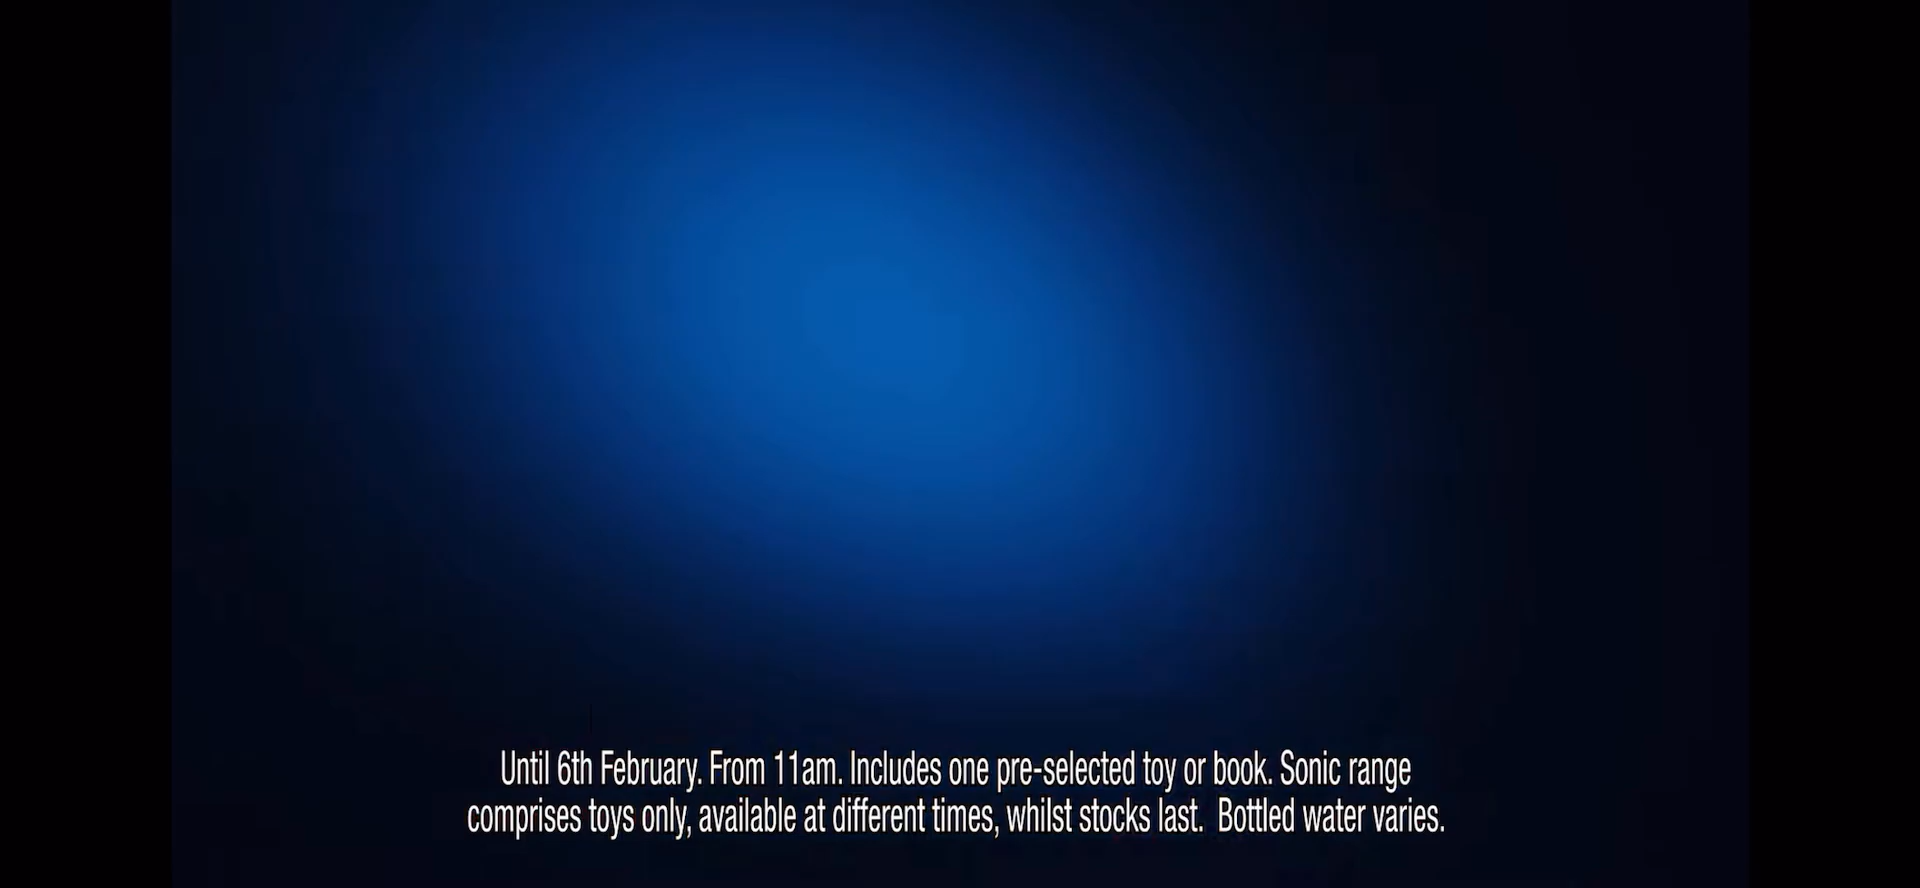 Until 6th February. From 11am. Includes one pre-selected toy or book. Sonic range
comprises toys only, available at different times, whilst stocks last.  Bottled water varies.